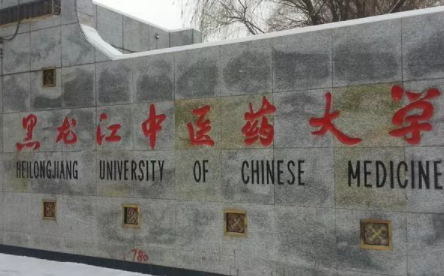 黑龙江中医药大学
HEILONGJIANG UNIVERSITY OF CHINESE MEDICINE